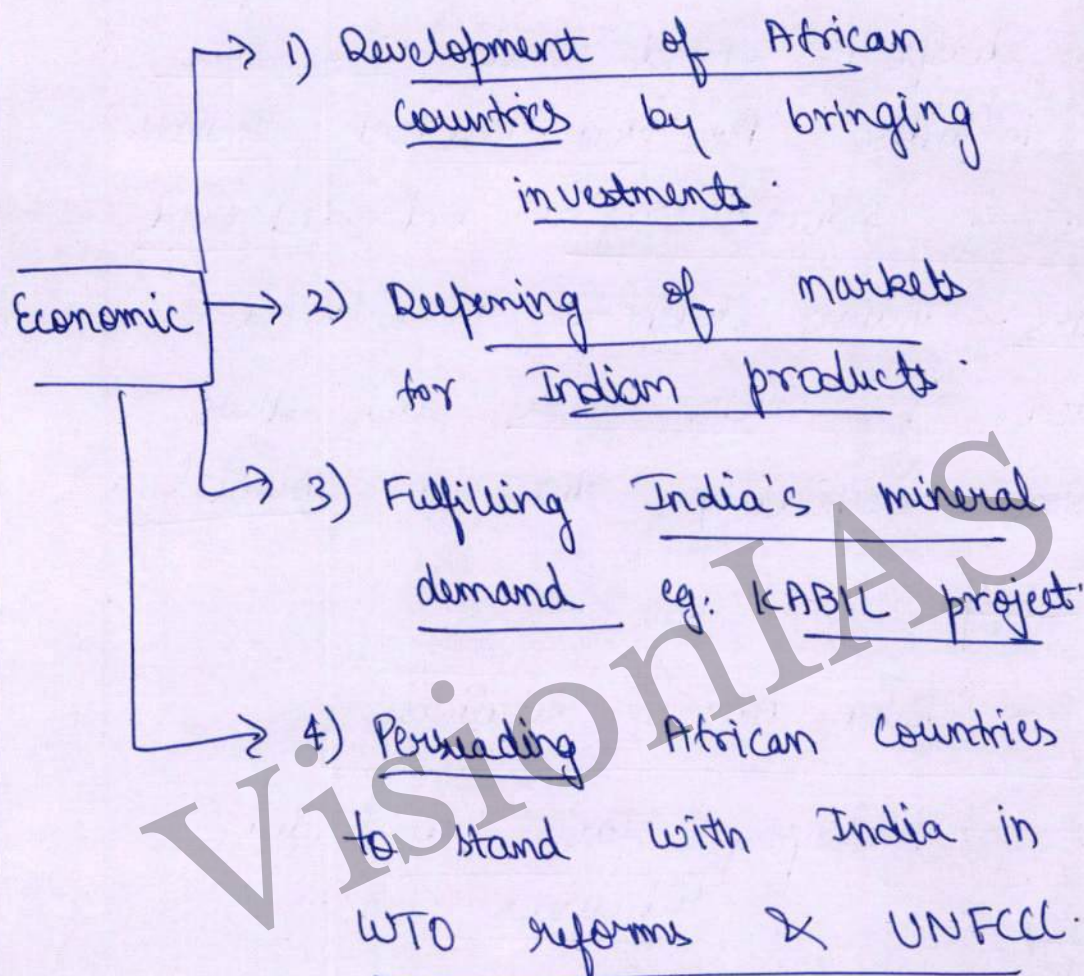 1) Development of African
countries by bringing
investments.
Economic
2) Deepening of markets
for Indian products.
3) Fulfilling India's mineral
demand eg. KABIL project.
4) Persuading African countries
to stand with India in
WTO reforms & UNFCCC.
VisionIAS